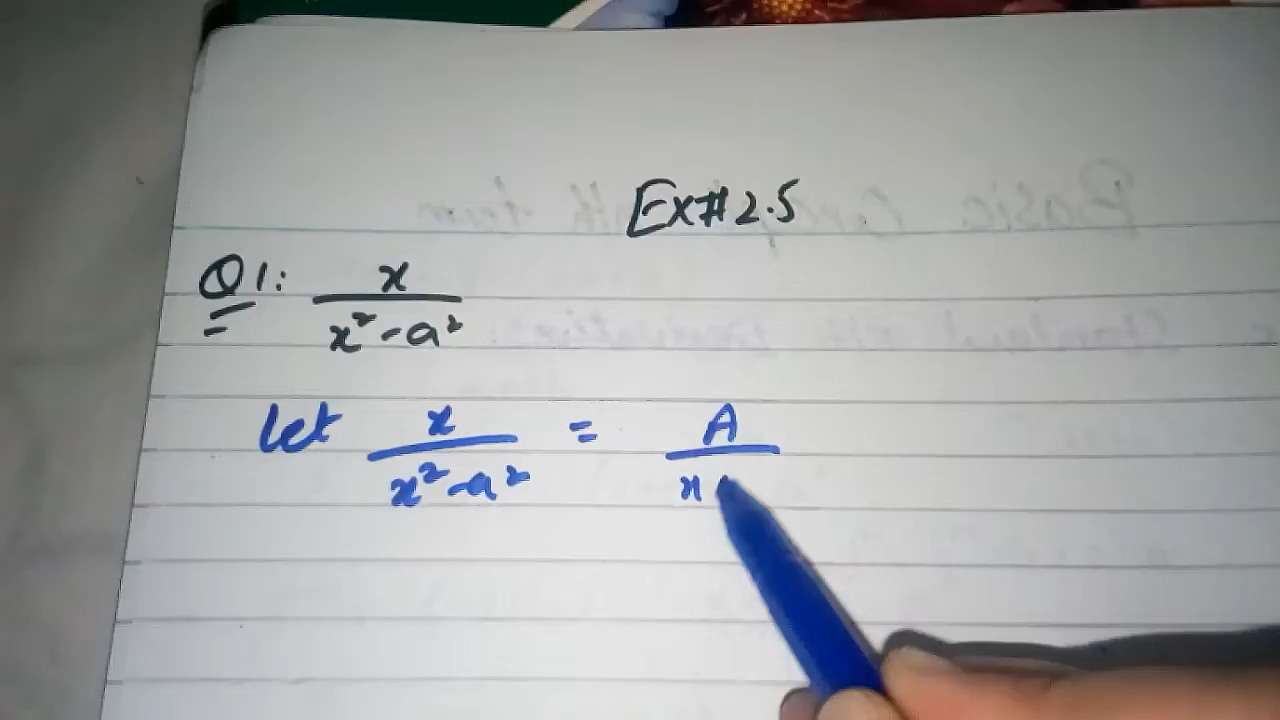 Ex#2.5
Q1: x/(x²-a²)
Let x/(x²-a²) = A/x